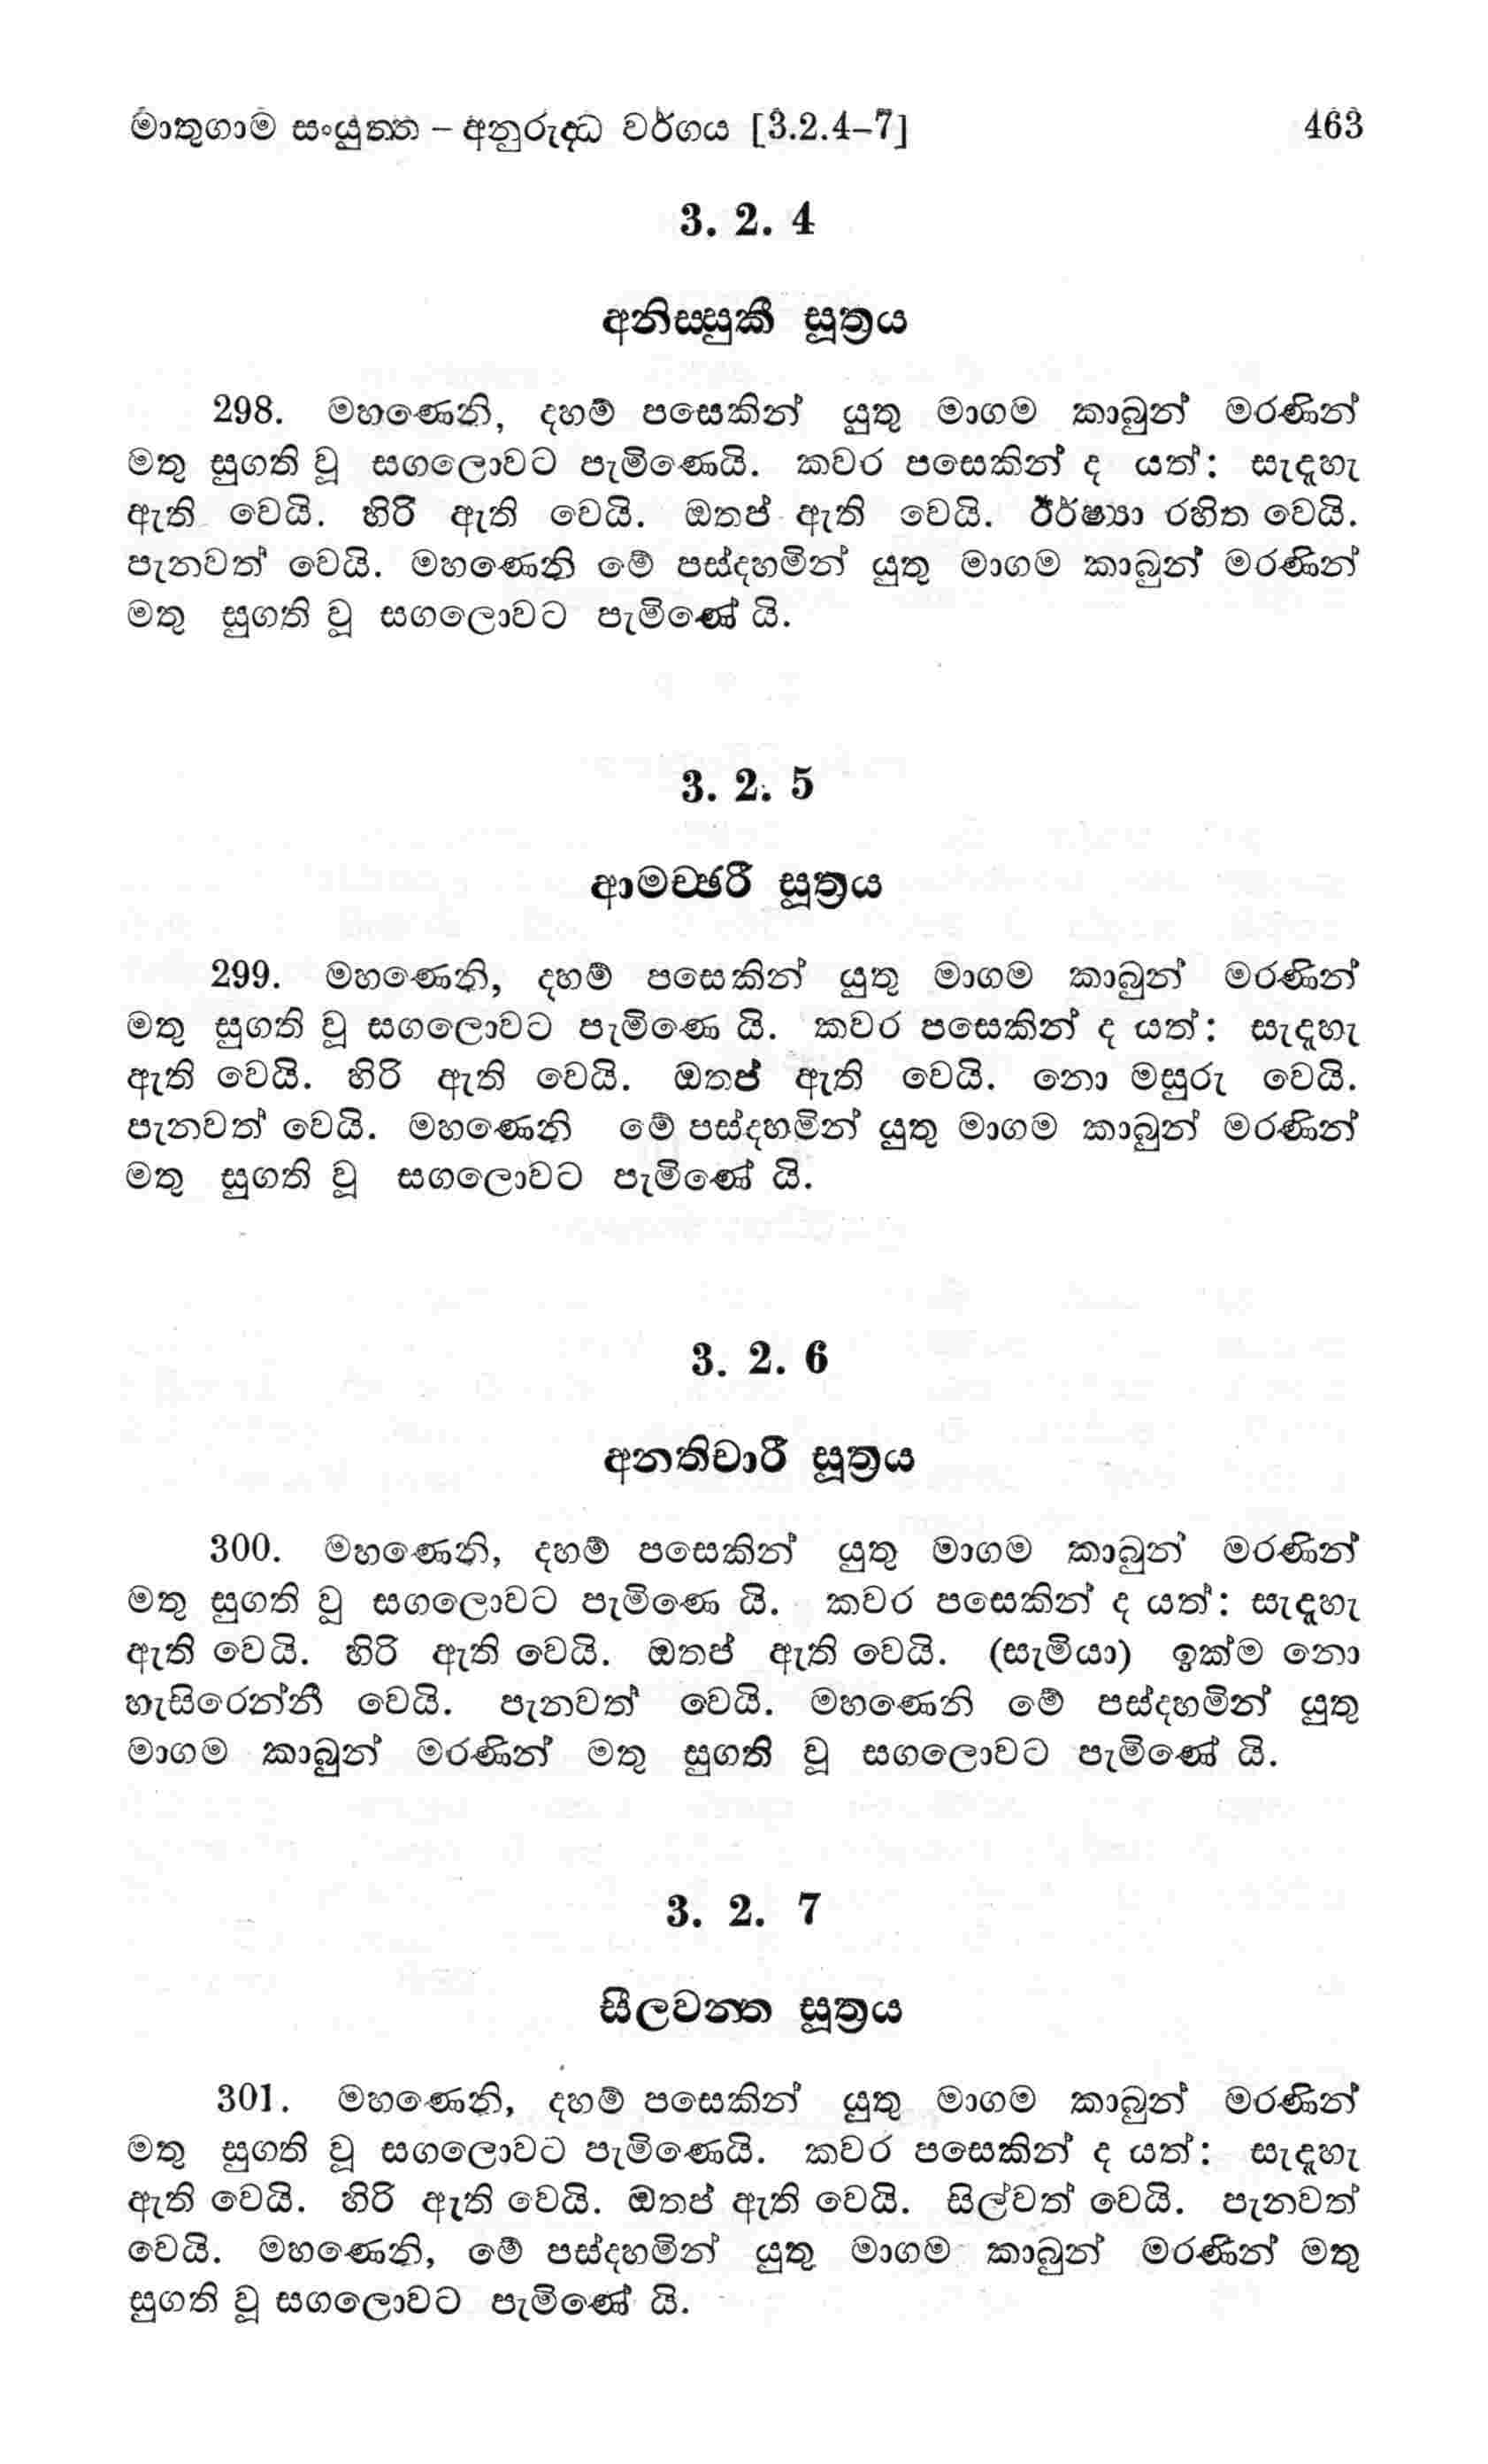 මාතුගාම සංයුත්ත – අනුරුද්ධ වර්ගය [3.2.4–7] 463
3. 2. 4
අනිස්සුකී සූත්‍රය
298. මහණෙනි, දහම් පසෙකින් යුතු මාගම කාබුන් මරණින්
මතු සුගති වූ සගලොවට පැමිණෙයි. කවර පසෙකින් ද යත්: සැදැහැ
ඇති වෙයි. හිරි ඇති වෙයි. ඔතප් ඇති වෙයි. ඊර්ෂ්‍යා රහිත වෙයි.
පැනවත් වෙයි. මහණෙනි මේ පස්දහමින් යුතු මාගම කාබුන් මරණින්
මතු සුගති වූ සගලොවට පැමිණේ යි.
3. 2. 5
ආමච්ඡරී සූත්‍රය
299. මහණෙනි, දහම් පසෙකින් යුතු මාගම කාබුන් මරණින්
මතු සුගති වූ සගලොවට පැමිණෙ යි. කවර පසෙකින් ද යත්: සැදැහැ
ඇති වෙයි. හිරි ඇති වෙයි. ඔතප් ඇති වෙයි. නො මසුරු වෙයි.
පැනවත් වෙයි. මහණෙනි මේ පස්දහමින් යුතු මාගම කාබුන් මරණින්
මතු සුගති වූ සගලොවට පැමිණේ යි.
3. 2. 6
අනතිචාරී සූත්‍රය
300. මහණෙනි, දහම් පසෙකින් යුතු මාගම කාබුන් මරණින්
මතු සුගති වූ සගලොවට පැමිණෙ යි. කවර පසෙකින් ද යත්: සැදැහැ
ඇති වෙයි. හිරි ඇති වෙයි. ඔතප් ඇති වෙයි. (සැමියා) ඉක්ම නො
හැසිරෙන්නී වෙයි. පැනවත් වෙයි. මහණෙනි මේ පස්දහමින් යුතු
මාගම කාබුන් මරණින් මතු සුගති වූ සගලොවට පැමිණේ යි.
3. 2. 7
සීලවන්ත සූත්‍රය
301. මහණෙනි, දහම් පසෙකින් යුතු මාගම කාබුන් මරණින්
මතු සුගති වූ සගලොවට පැමිණෙයි. කවර පසෙකින් ද යත්: සැදැහැ
ඇති වෙයි. හිරි ඇති වෙයි. ඔතප් ඇති වෙයි. සිල්වත් වෙයි. පැනවත්
වෙයි. මහණෙනි, මේ පස්දහමින් යුතු මාගම කාබුන් මරණින් මතු
සුගති වූ සගලොවට පැමිණේ යි.